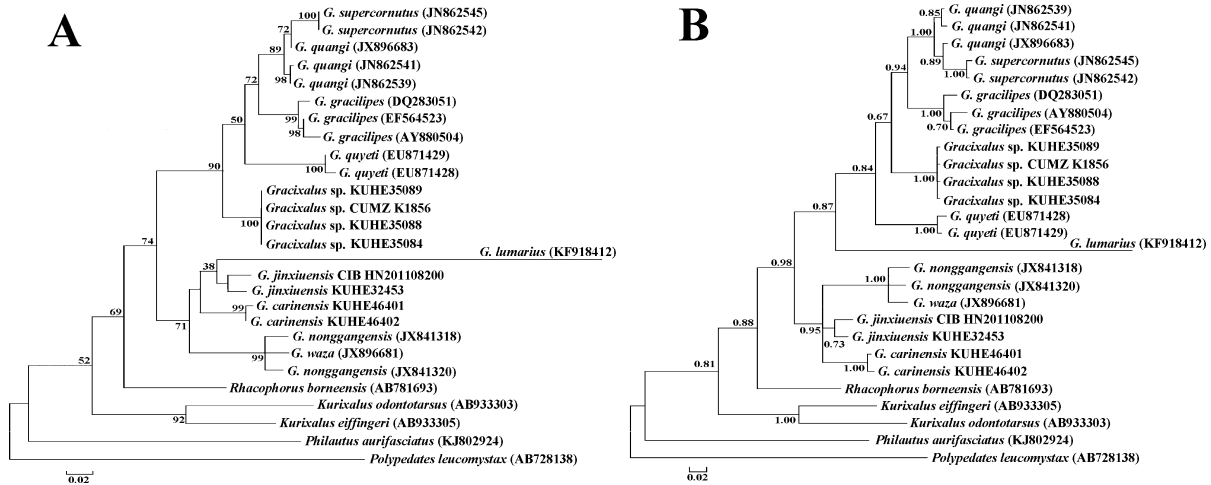 A
G. supercornutus (JN862545)
100
G. supercornutus (JN862542)
72
G. quangi (JX896683)
89
G. quangi (JN862541)
98
G. quangi (JN862539)
72
G. gracilipes (DQ283051)
99
G. gracilipes (EF564523)
98
G. gracilipes (AY880504)
50
G. quyeti (EU871429)
100
G. quyeti (EU871428)
90
Gracixalus sp. KUHE35089
Gracixalus sp. CUMZ K1856
100
Gracixalus sp. KUHE35088
Gracixalus sp. KUHE35084
74
G. lumarius (KF918412)
38
G. jinxiuensis CIB HN201108200
G. jinxiuensis KUHE32453
99
G. carinensis KUHE46401
G. carinensis KUHE46402
71
69
G. nonggangensis (JX841318)
99
G. waza (JX896681)
G. nonggangensis (JX841320)
52
Rhacophorus borneensis (AB781693)
Kurixalus odontotarsus (AB933303)
92
Kurixalus eiffingeri (AB933305)
Philautus aurifasciatus (KJ802924)
Polypedates leucomystax (AB728138)
0.02
B
G. quangi (JN862539)
0.85
G. quangi (JN862541)
1.00
G. quangi (JX896683)
0.89
G. supercornutus (JN862545)
1.00
G. supercornutus (JN862542)
0.94
G. gracilipes (DQ283051)
1.00
G. gracilipes (AY880504)
0.70
G. gracilipes (EF564523)
0.67
Gracixalus sp. KUHE35089
Gracixalus sp. CUMZ K1856
1.00
Gracixalus sp. KUHE35088
Gracixalus sp. KUHE35084
0.84
G. quyeti (EU871428)
1.00
G. quyeti (EU871429)
0.87
G. lumarius (KF918412)
0.98
G. nonggangensis (JX841318)
1.00
G. nonggangensis (JX841320)
G. waza (JX896681)
0.95
G. jinxiuensis CIB HN201108200
0.73
G. jinxiuensis KUHE32453
0.88
G. carinensis KUHE46401
1.00
G. carinensis KUHE46402
0.81
Rhacophorus borneensis (AB781693)
Kurixalus eiffingeri (AB933305)
1.00
Kurixalus odontotarsus (AB933303)
Philautus aurifasciatus (KJ802924)
Polypedates leucomystax (AB728138)
0.02